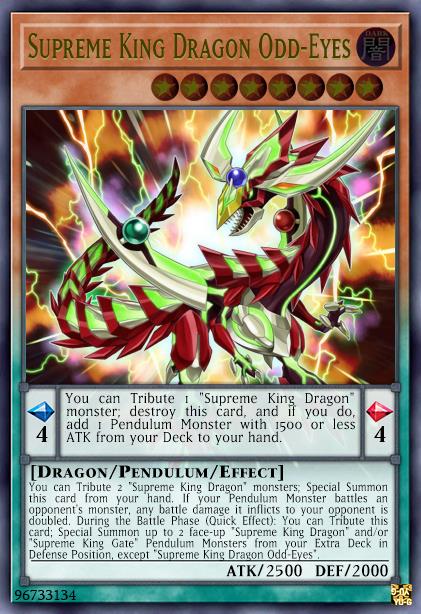 Supreme King Dragon Odd-Eyes
DARK
闇
You can Tribute 1 "Supreme King Dragon"
monster; destroy this card, and if you do,
add 1 Pendulum Monster with 1500 or less
ATK from your Deck to your hand.
4
4
[Dragon/Pendulum/Effect]
You can Tribute 2 "Supreme King Dragon" monsters; Special Summon
this card from your hand. If your Pendulum Monster battles an
opponent's monster, any battle damage it inflicts to your opponent is
doubled. During the Battle Phase (Quick Effect): You can Tribute this
card; Special Summon up to 2 face-up "Supreme King Dragon" and/or
"Supreme King Gate" Pendulum Monsters from your Extra Deck in
Defense Position, except "Supreme King Dragon Odd-Eyes".
ATK/2500 DEF/2000
96733134